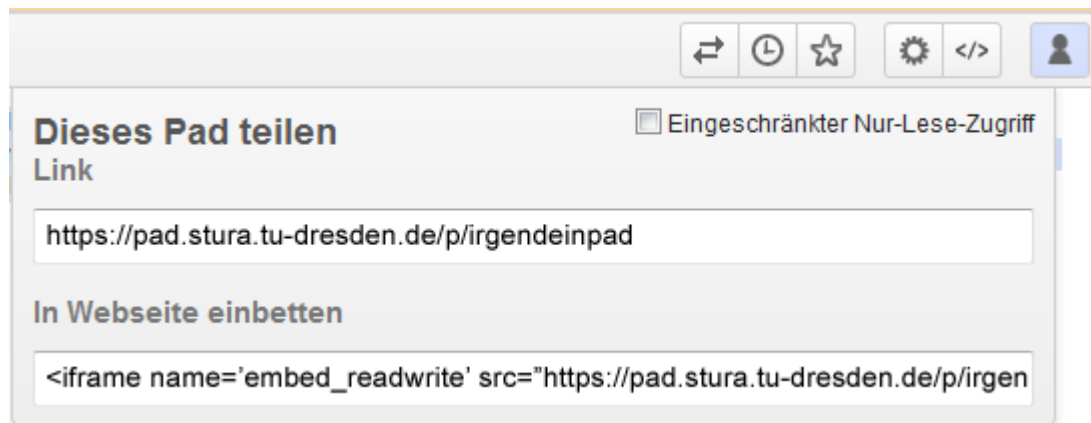 </>
Dieses Pad teilen
Eingeschränkter Nur-Lese-Zugriff
Link
https://pad.stura.tu-dresden.de/p/irgendeinpad
In Webseite einbetten
<iframe name=’embed_readwrite’ src=”https://pad.stura.tu-dresden.de/p/irgen